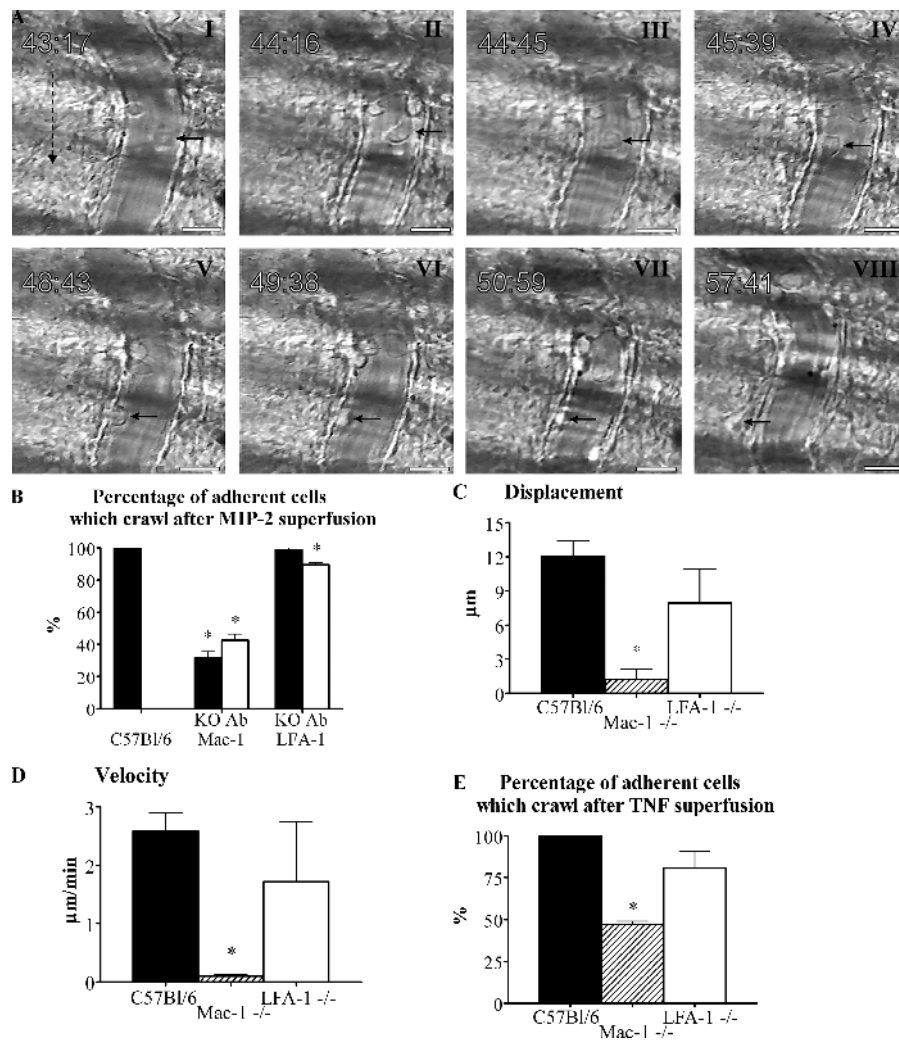 A
I
43:17
II
44:16
III
44:45
IV
45:39
V
48:43
VI
49:38
VII
50:59
VIII
57:41
B
Percentage of adherent cells
which crawl after MIP-2 superfusion
100
80
60
40
20
0
%
*
*
*
C57Bl/6
KO Ab
Mac-1
KO Ab
LFA-1
C Displacement
15
12
9
6
3
0
µm
*
C57Bl/6
Mac-1 -/-
LFA-1 -/-
D Velocity
3
2
1
0
µm/min
*
C57Bl/6
Mac-1 -/-
LFA-1 -/-
E Percentage of adherent cells
which crawl after TNF superfusion
100
75
50
25
0
%
*
C57Bl/6
Mac-1 -/-
LFA-1 -/-